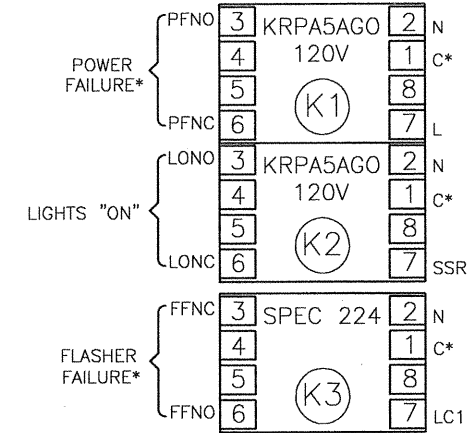 PFNO 3 KRPA5AGO 2 N
4 120V 1 C*
POWER
FAILURE*
5 K1 8
PFNC 6 7 L
LONO 3 KRPA5AGO 2 N
4 120V 1 C*
LIGHTS "ON"
5 K2 8
LONC 6 7 SSR
FFNC 3 SPEC 224 2 N
4 1 C*
FLASHER
FAILURE*
5 K3 8
FFNO 6 7 LC1